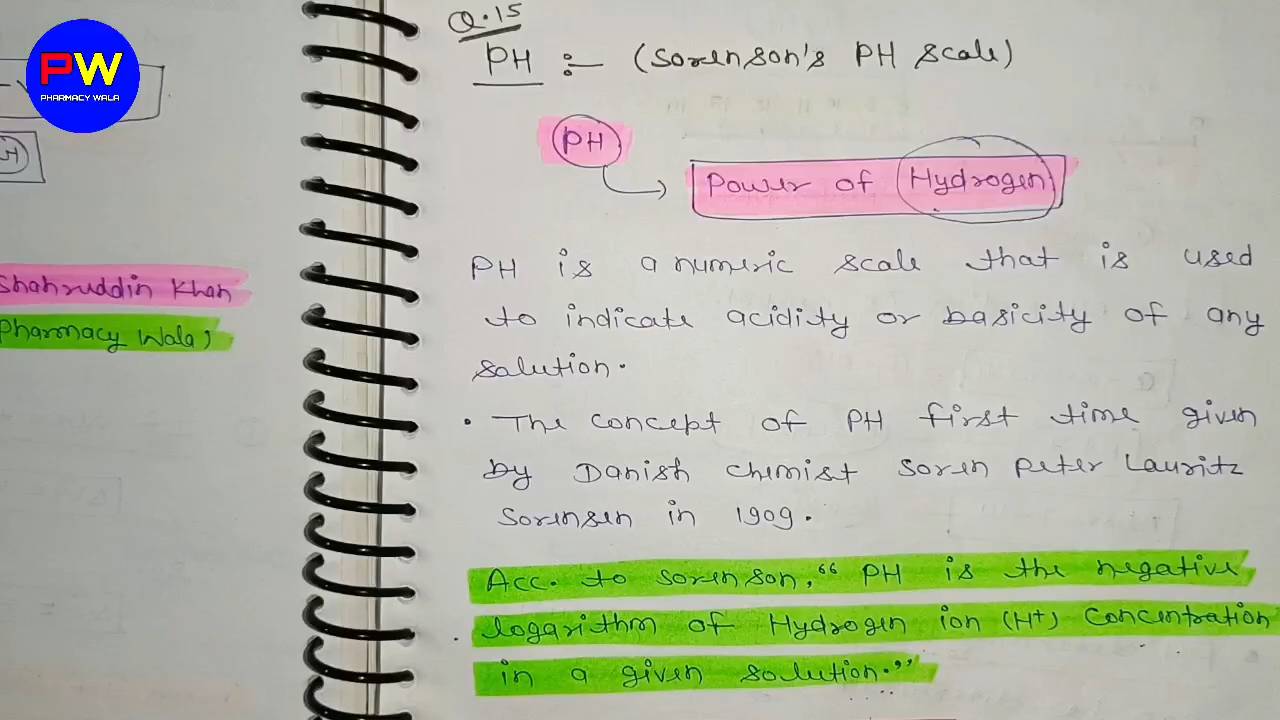 PW
PHARMACY WALA
Shahruddin Khan
Pharmacy Wala)
Q.15
PH :- (Sorenson's PH scale)
PH
Power of Hydrogen
PH is a numeric scale that is used
to indicate acidity or basicity of any
salution.
• The concept of PH first time given
by Danish chemist Soren Peter Lauritz
Sorensen in 1909.
Acc. to sorenson, "PH is the negative
logarithm of Hydrogen ion (H+) Concentration
in a given solution."